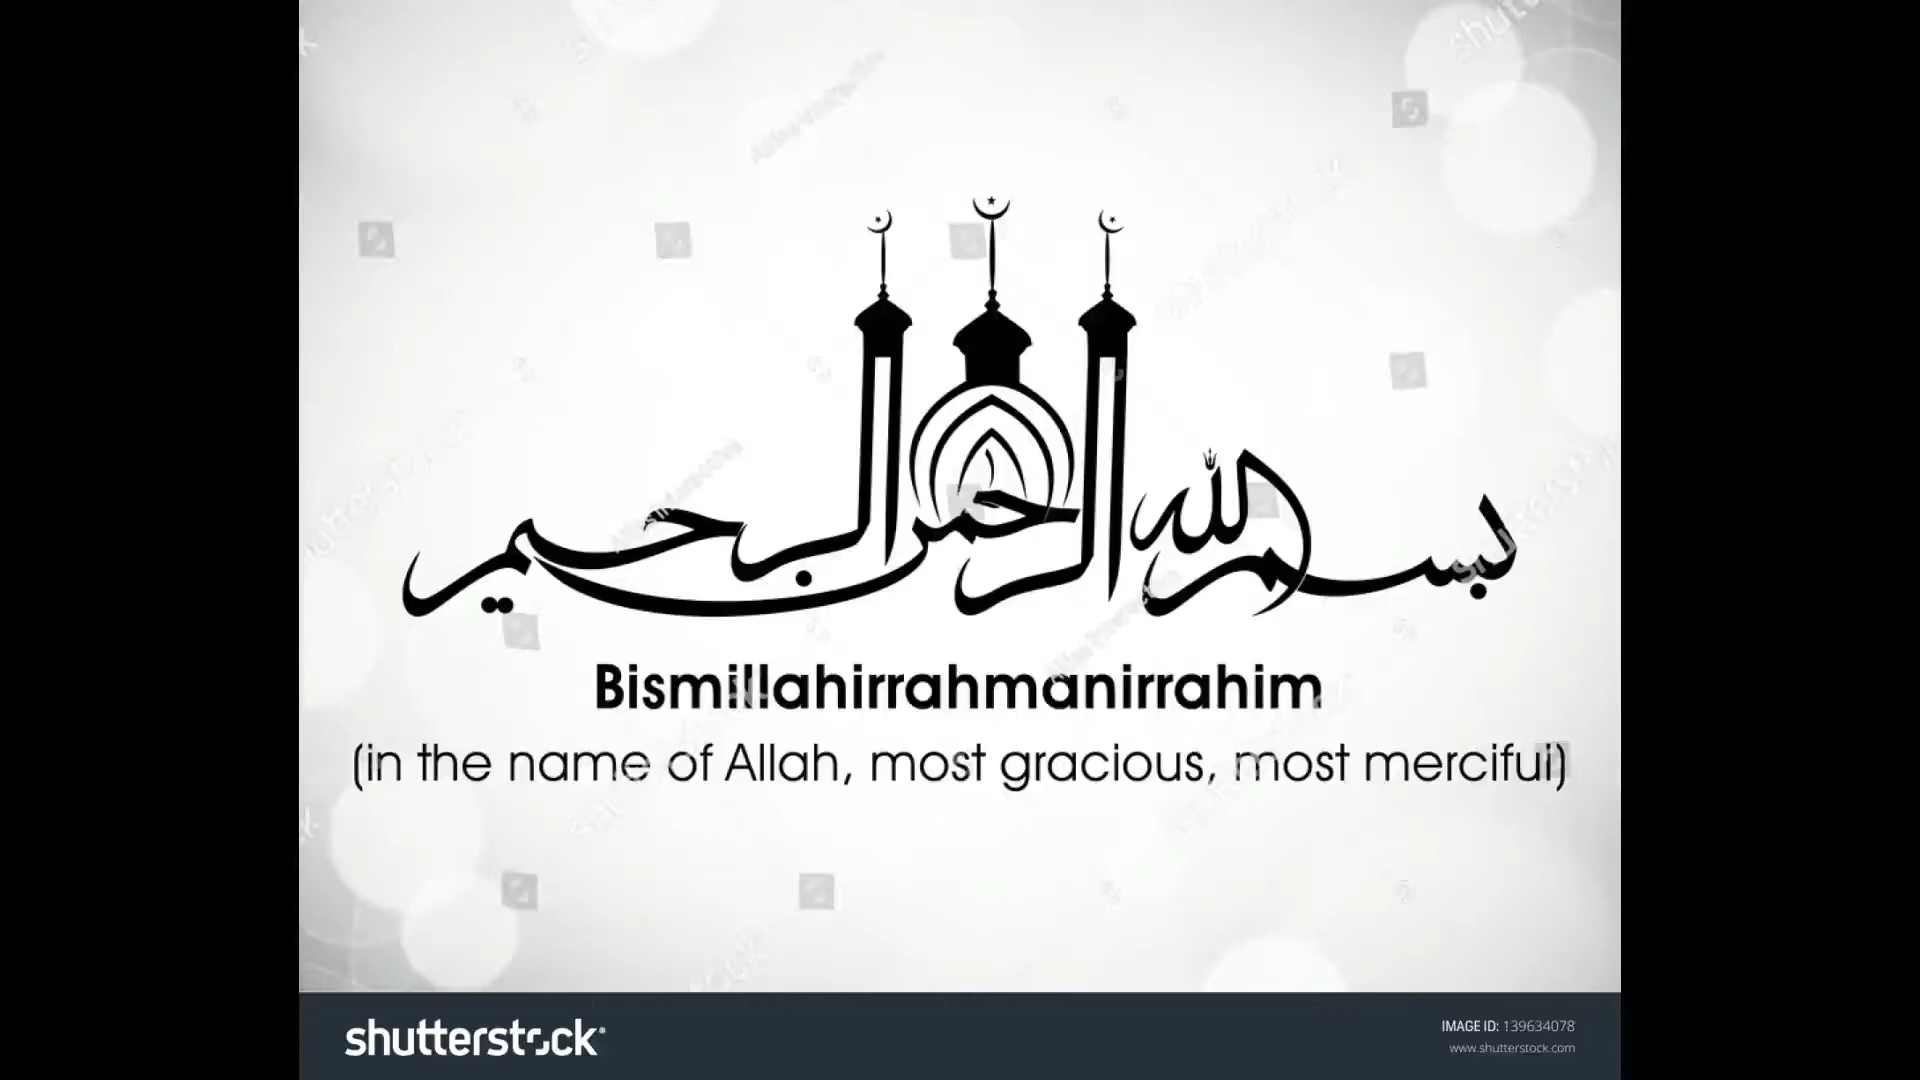 بسم الله الرحمن الرحيم
Bismillahirrahmanirrahim
(in the name of Allah, most gracious, most merciful)
shutterstock
IMAGE ID: 139634078
www.shutterstock.com